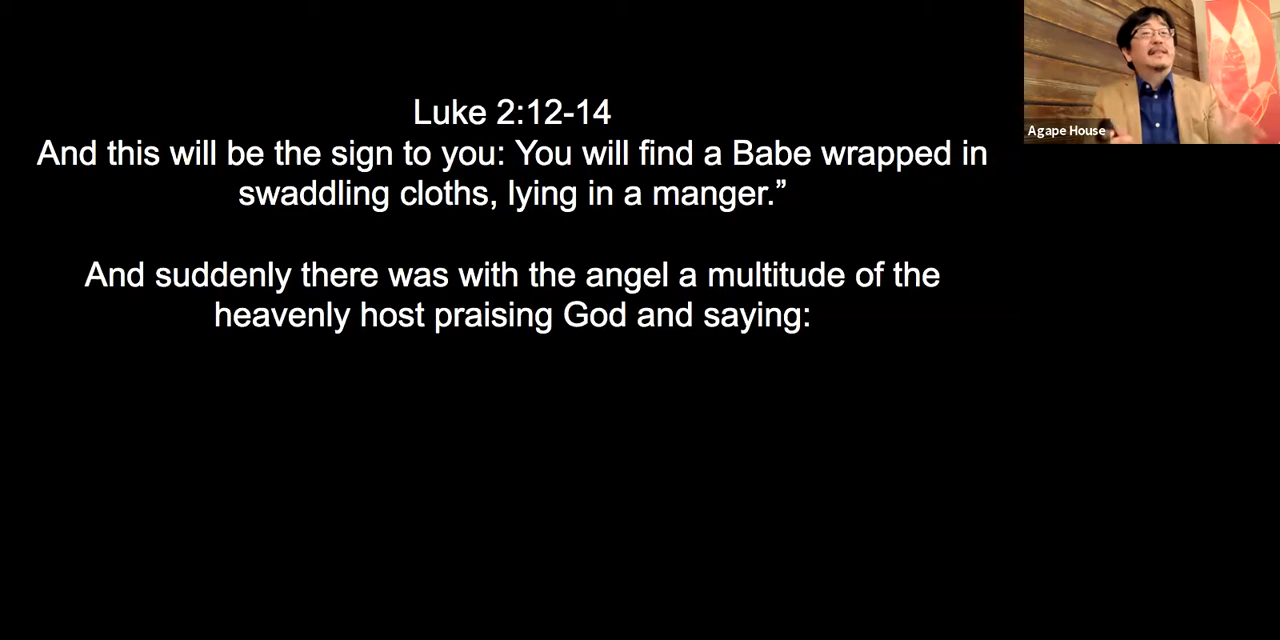 Luke 2:12-14
And this will be the sign to you: You will find a Babe wrapped in
swaddling cloths, lying in a manger.”
And suddenly there was with the angel a multitude of the
heavenly host praising God and saying:
Agape House